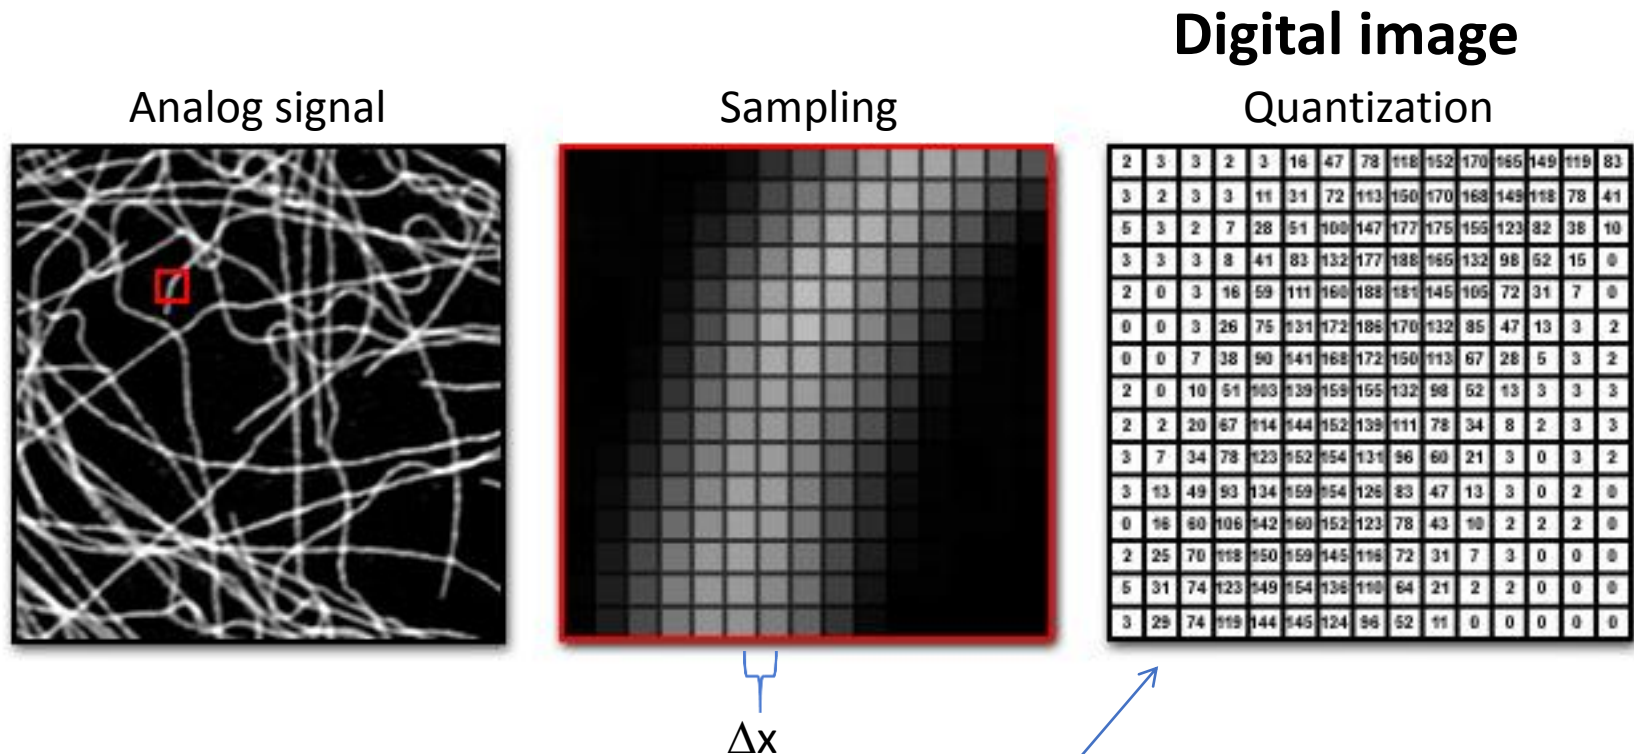 Digital image
Analog signal
Sampling
Quantization
2 3 3 2 3 16 47 78 118 152 170 165 149 119 83
3 2 3 3 11 31 72 113 150 170 168 149 118 78 41
5 3 2 7 28 51 100 147 177 175 155 123 82 38 10
3 3 3 8 41 83 132 177 188 165 132 98 52 15 0
2 0 3 16 59 111 160 188 181 145 105 72 31 7 0
0 0 3 26 75 131 172 186 170 132 85 47 13 3 2
0 0 7 38 90 141 168 172 150 113 67 28 5 3 2
2 0 10 51 103 139 159 155 132 98 52 13 3 3 3
2 2 20 67 114 144 152 139 111 78 34 8 2 3 3
3 7 34 78 123 152 154 131 96 60 21 3 0 3 2
3 13 49 93 134 159 154 126 83 47 13 3 0 2 0
0 16 60 106 142 160 152 123 78 43 10 2 2 2 0
2 25 70 118 150 159 145 116 72 31 7 3 0 0 0
5 31 74 123 149 154 136 110 64 21 2 2 0 0 0
3 29 74 119 144 145 124 96 52 11 0 0 0 0 0
Δx